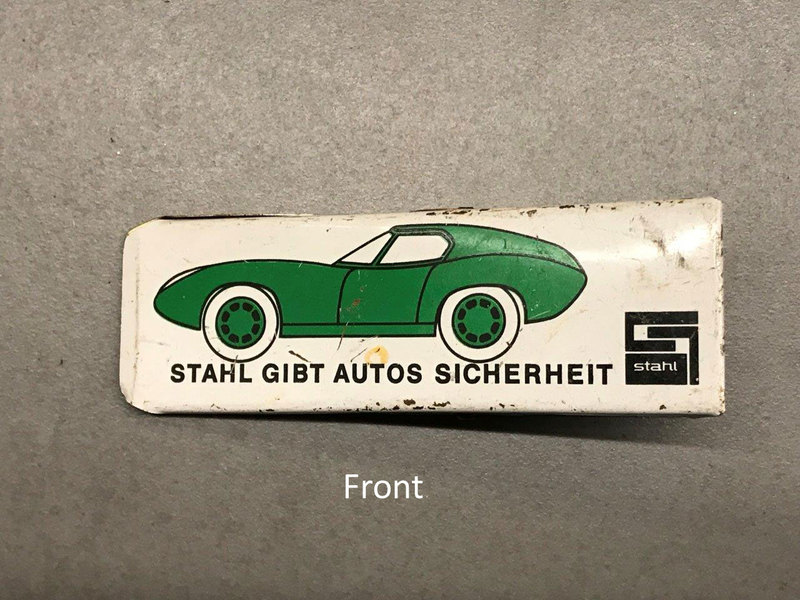 STAHL GIBT AUTOS SICHERHEIT
stahl
Front